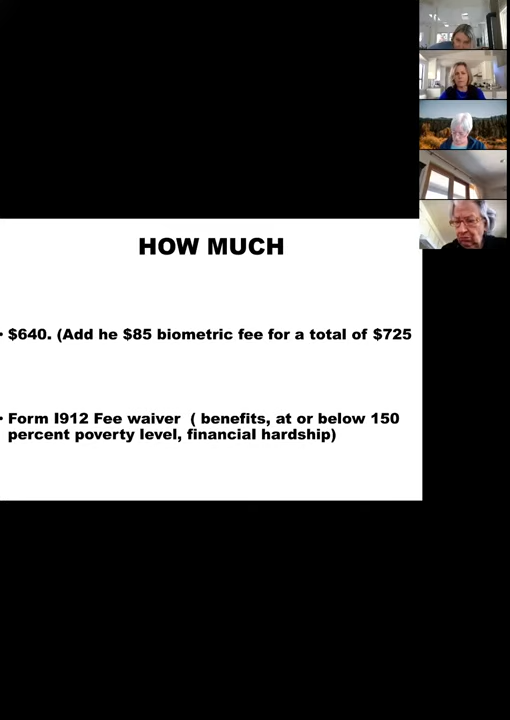 HOW MUCH
• $640. (Add he $85 biometric fee for a total of $725
• Form I912 Fee waiver ( benefits, at or below 150
percent poverty level, financial hardship)